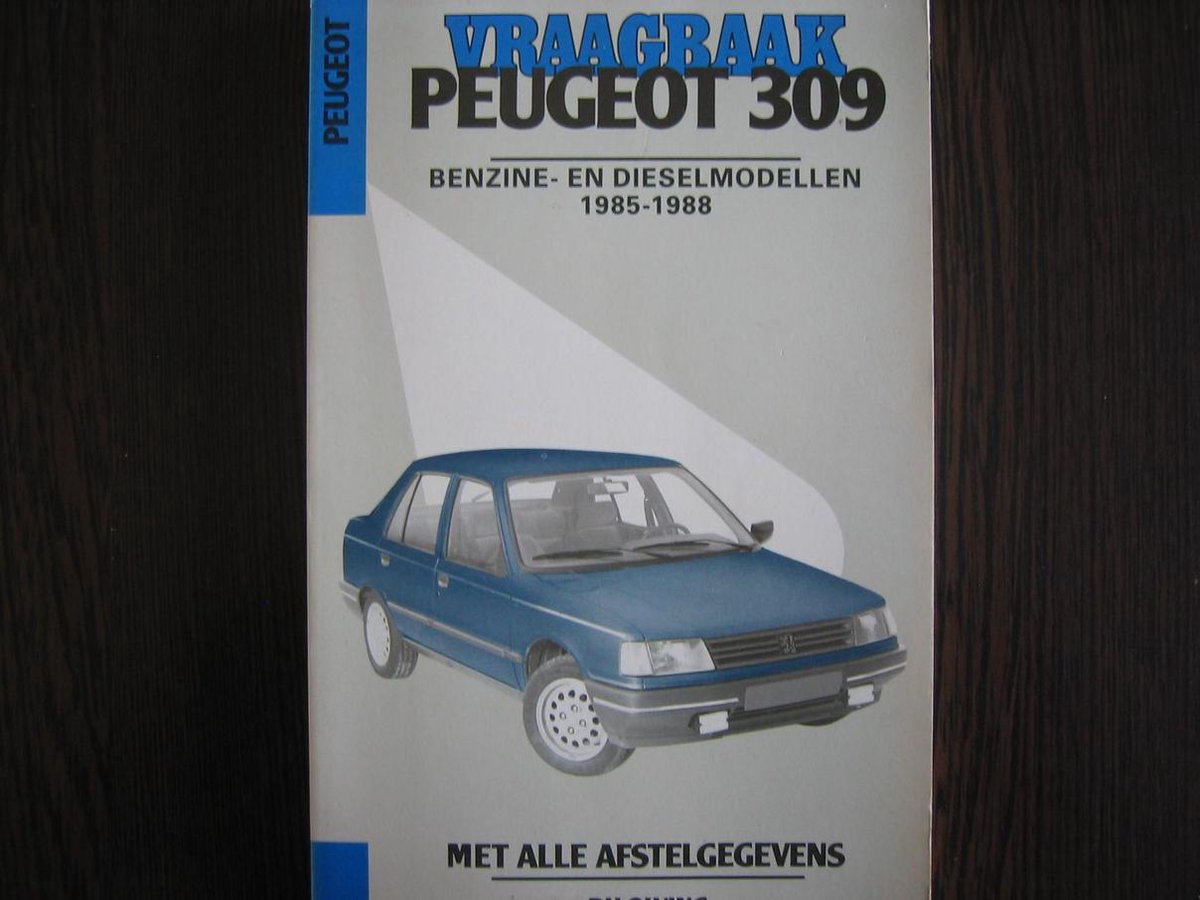 PEUGEOT
VRAAGBAAK
PEUGEOT 309
BENZINE- EN DIESELMODELLEN
1985-1988
MET ALLE AFSTELGEGEVENS